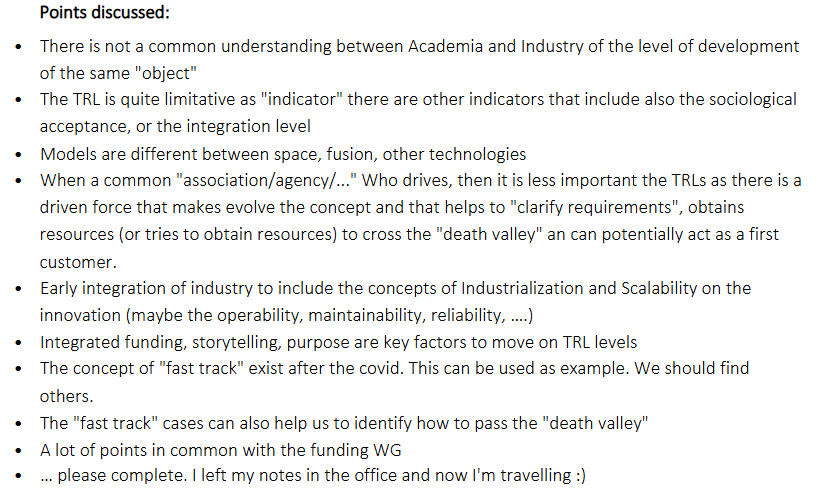 Points discussed:
• There is not a common understanding between Academia and Industry of the level of development
of the same "object"
• The TRL is quite limitative as "indicator" there are other indicators that include also the sociological
acceptance, or the integration level
• Models are different between space, fusion, other technologies
• When a common "association/agency/..." Who drives, then it is less important the TRLs as there is a
driven force that makes evolve the concept and that helps to "clarify requirements", obtains
resources (or tries to obtain resources) to cross the "death valley" an can potentially act as a first
customer.
• Early integration of industry to include the concepts of Industrialization and Scalability on the
innovation (maybe the operability, maintainability, reliability, ....)
• Integrated funding, storytelling, purpose are key factors to move on TRL levels
• The concept of "fast track" exist after the covid. This can be used as example. We should find
others.
• The "fast track" cases can also help us to identify how to pass the "death valley"
• A lot of points in common with the funding WG
• ... please complete. I left my notes in the office and now I'm travelling :)